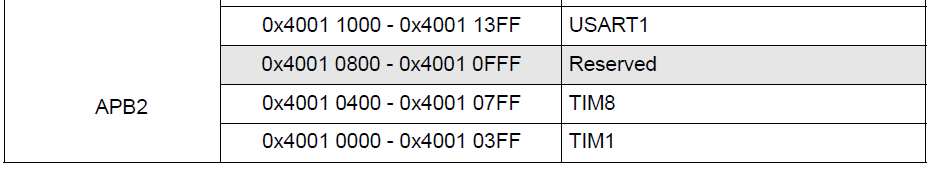 0x4001 1000 - 0x4001 13FF USART1
0x4001 0800 - 0x4001 0FFF Reserved
APB2 0x4001 0400 - 0x4001 07FF TIM8
0x4001 0000 - 0x4001 03FF TIM1